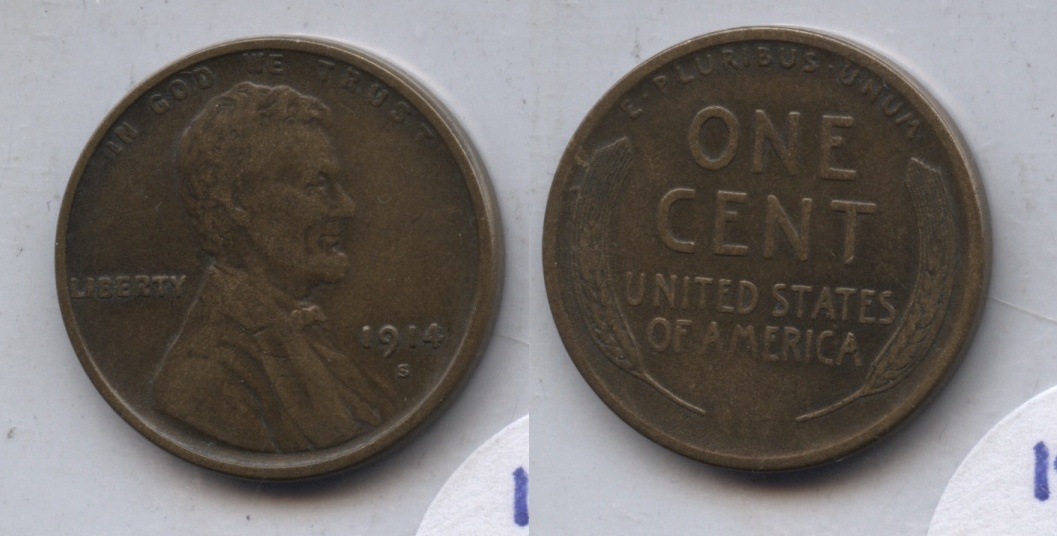 IN GOD WE TRUST
LIBERTY
1914
S
E·PLURIBUS·UNUM
ONE
CENT
UNITED STATES
OF AMERICA